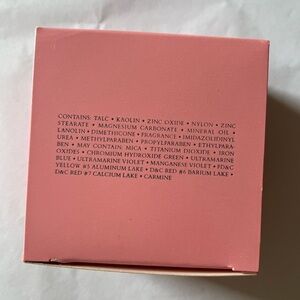 CONTAINS: TALC • KAOLIN • ZINC OXIDE • NYLON • ZINC
STEARATE • MAGNESIUM CARBONATE • MINERAL OIL •
LANOLIN • DIMETHICONE • FRAGRANCE • IMIDAZOLIDINYL
UREA • METHYLPARABEN • PROPYLPARABEN • ETHYLPARA-
BEN • MAY CONTAIN: MICA • TITANIUM DIOXIDE • IRON
OXIDES • CHROMIUM HYDROXIDE GREEN • ULTRAMARINE
BLUE • ULTRAMARINE VIOLET • MANGANESE VIOLET • FD&C
YELLOW #5 ALUMINUM LAKE • D&C RED #6 BARIUM LAKE •
D&C RED #7 CALCIUM LAKE • CARMINE